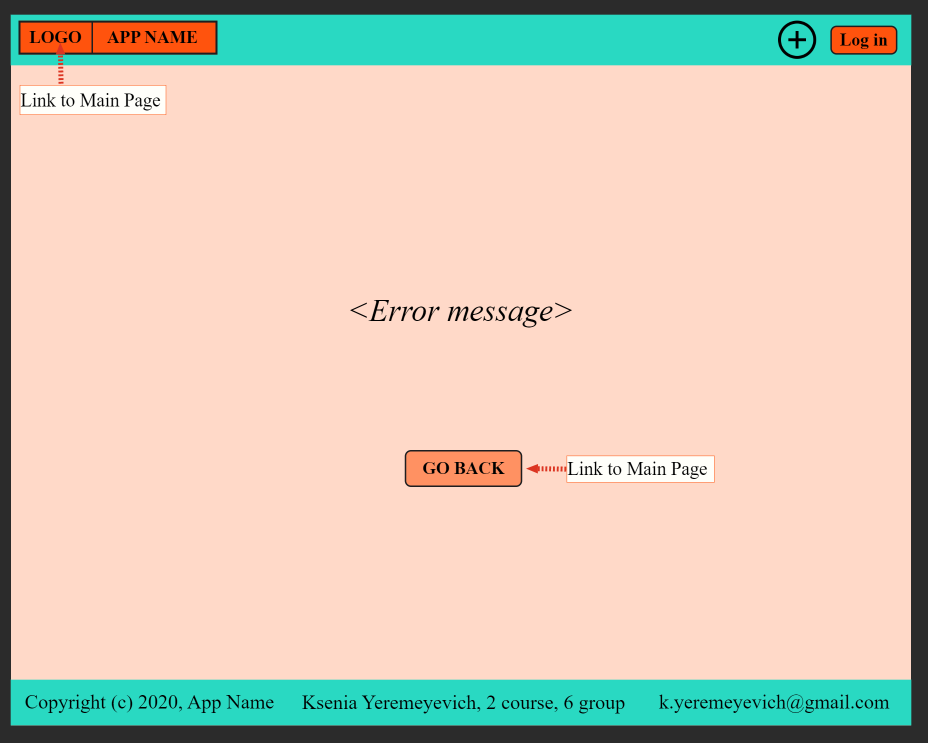 LOGO APP NAME Log in
Link to Main Page
<Error message>
GO BACK Link to Main Page
Copyright (c) 2020, App Name Ksenia Yeremeyevich, 2 course, 6 group k.yeremeyevich@gmail.com